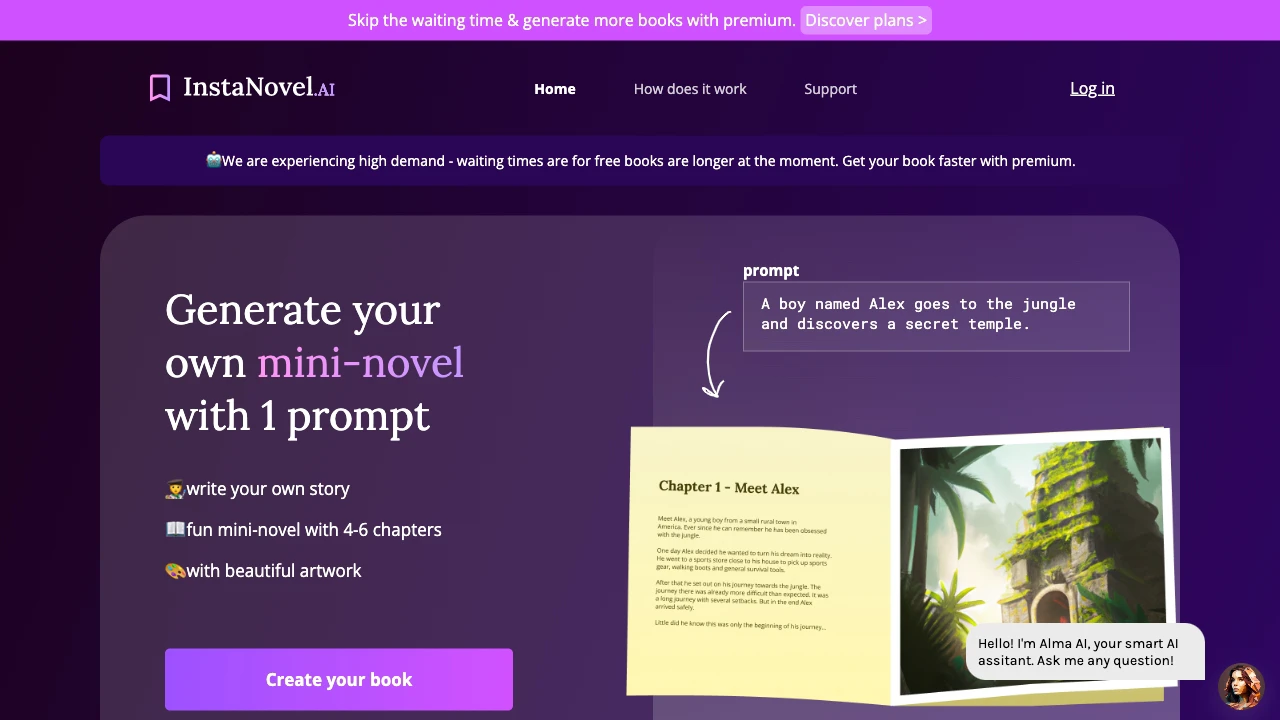 Skip the waiting time & generate more books with premium. Discover plans >
InstaNovel.AI
Home
How does it work
Support
Log in
We are experiencing high demand - waiting times are for free books are longer at the moment. Get your book faster with premium.
Generate your
own mini-novel
with 1 prompt
write your own story
fun mini-novel with 4-6 chapters
with beautiful artwork
Create your book
prompt
A boy named Alex goes to the jungle
and discovers a secret temple.
Chapter 1 - Meet Alex
Meet Alex, a young boy from a small rural town in
America. Ever since he can remember he has been obsessed
with the jungle.
One day Alex decided he wanted to turn his dream into reality.
He went to a sports store close to his house to pick up sports
gear, walking boots and general survival tools.
After that he set out on his journey towards the jungle. The
journey there was already more difficult than expected. It was
a long journey with several setbacks. But in the end Alex
arrived safely.
Little did he know this was only the beginning of his journey...
Hello! I'm Alma AI, your smart AI
assitant. Ask me any question!